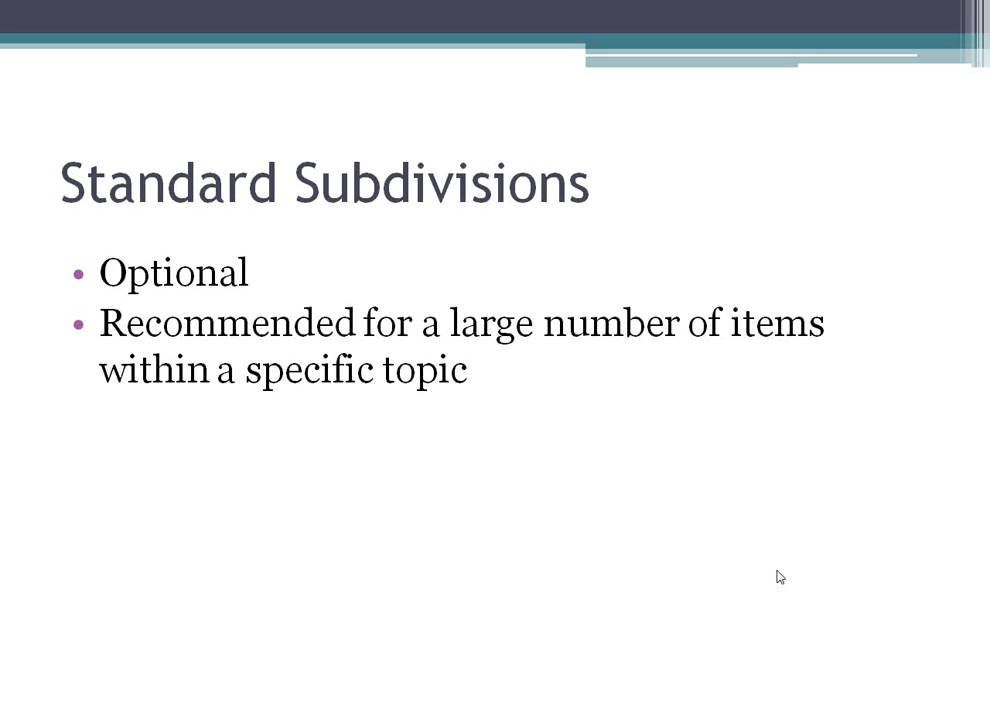 Standard Subdivisions
• Optional
• Recommended for a large number of items
within a specific topic